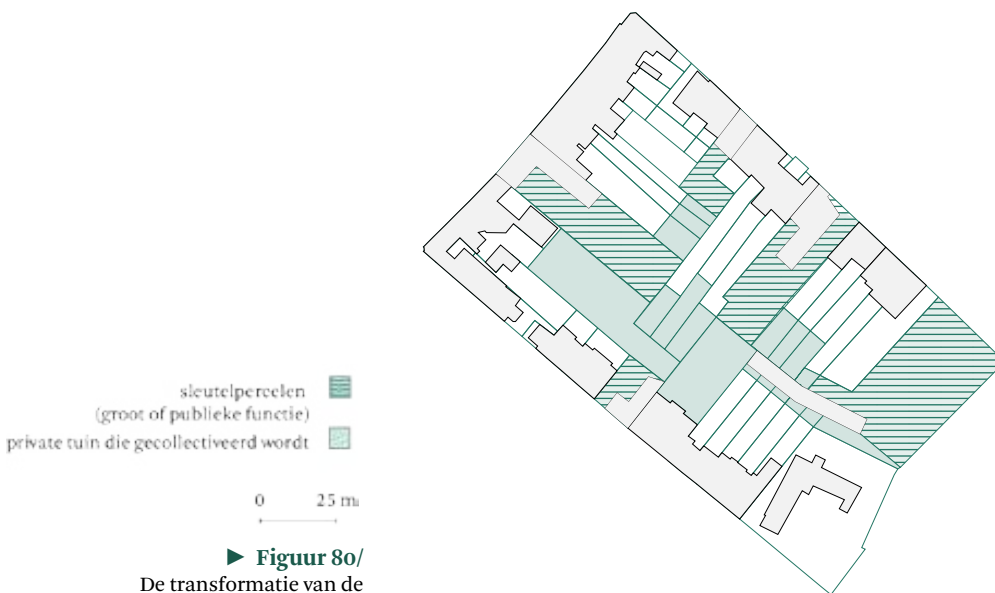 sleutelpercelen
(groot of publieke functie)
private tuin die gecollectiveerd wordt
0 25 m
► Figuur 80/
De transformatie van de